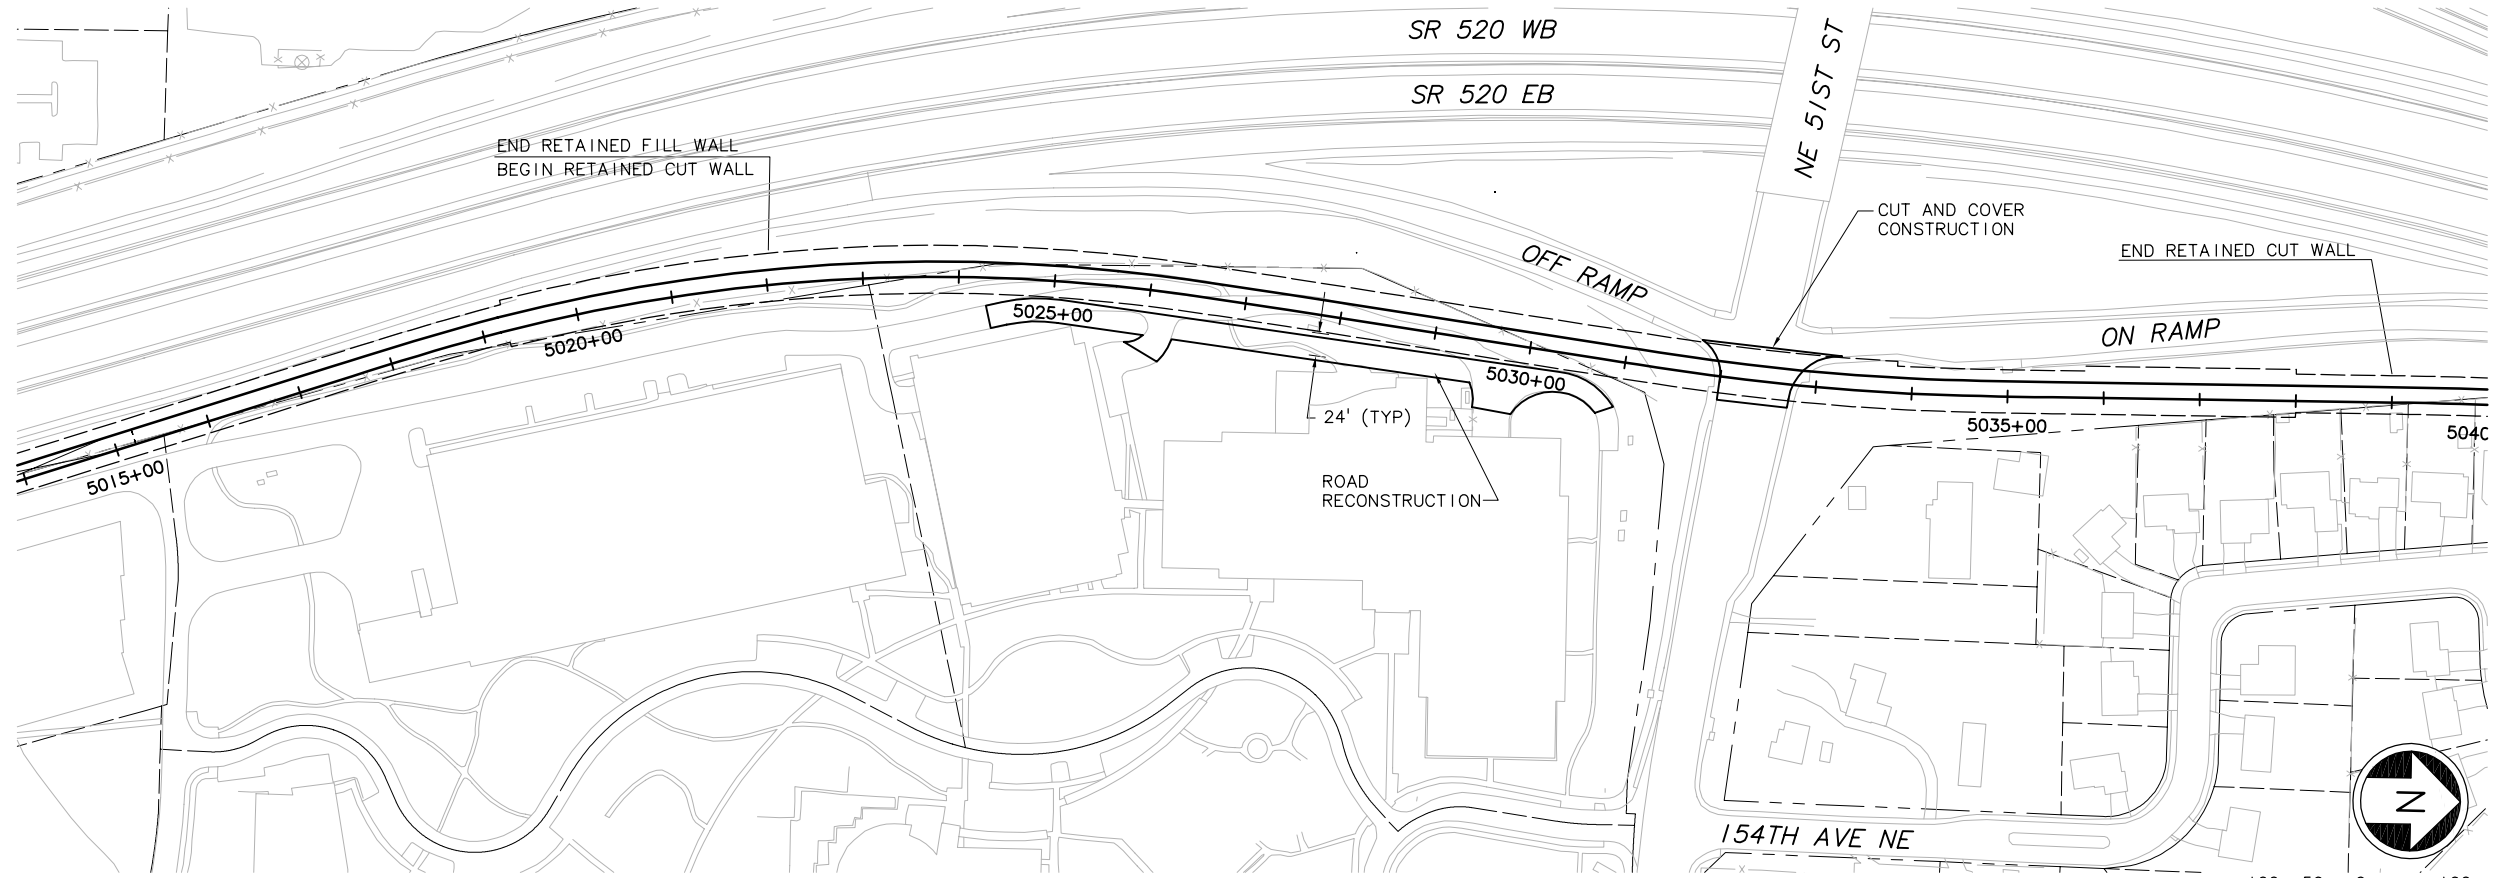 SR 520 WB
SR 520 EB
NE 51ST ST
END RETAINED FILL WALL
BEGIN RETAINED CUT WALL
CUT AND COVER
CONSTRUCTION
END RETAINED CUT WALL
OFF RAMP
ON RAMP
5015+00
5020+00
5025+00
5030+00
5035+00
5040
24' (TYP)
ROAD
RECONSTRUCTION
154TH AVE NE
N